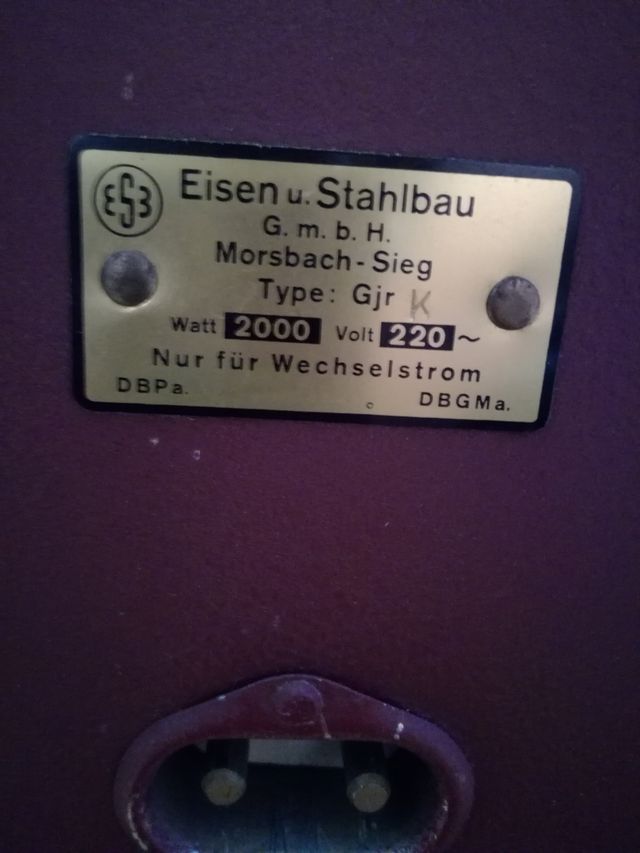 ESB Eisen u. Stahlbau
G. m. b. H.
Morsbach-Sieg
Type: Gjr K
Watt 2000 Volt 220 ~
Nur für Wechselstrom
DBPa. DBGMa.